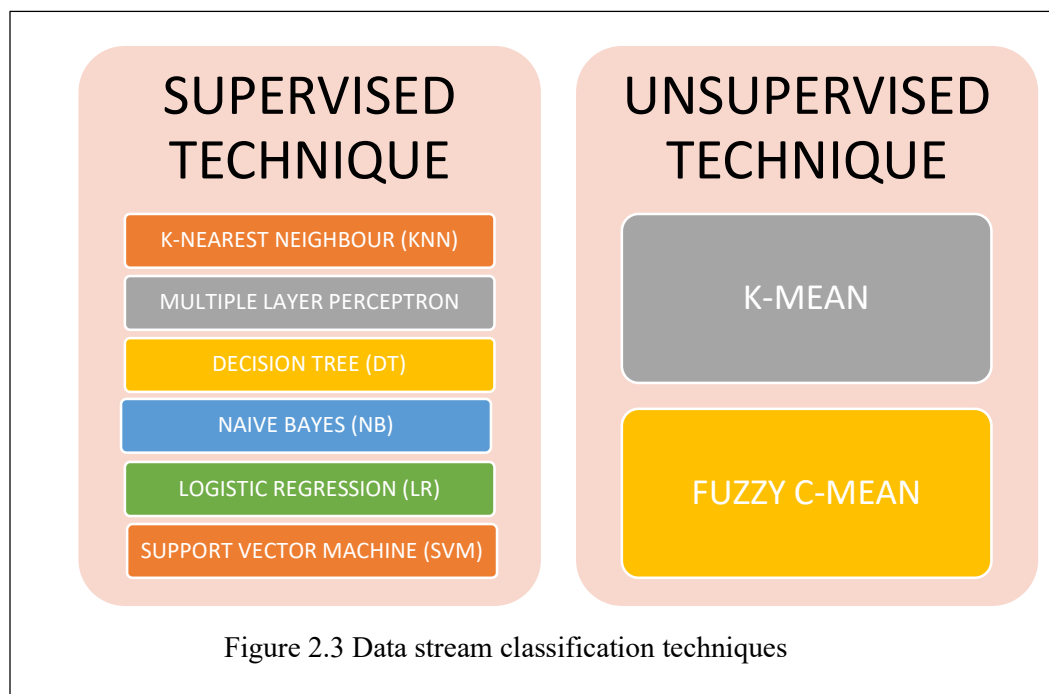 SUPERVISED
TECHNIQUE
K-NEAREST NEIGHBOUR (KNN)
MULTIPLE LAYER PERCEPTRON
DECISION TREE (DT)
NAIVE BAYES (NB)
LOGISTIC REGRESSION (LR)
SUPPORT VECTOR MACHINE (SVM)
UNSUPERVISED
TECHNIQUE
K-MEAN
FUZZY C-MEAN
Figure 2.3 Data stream classification techniques